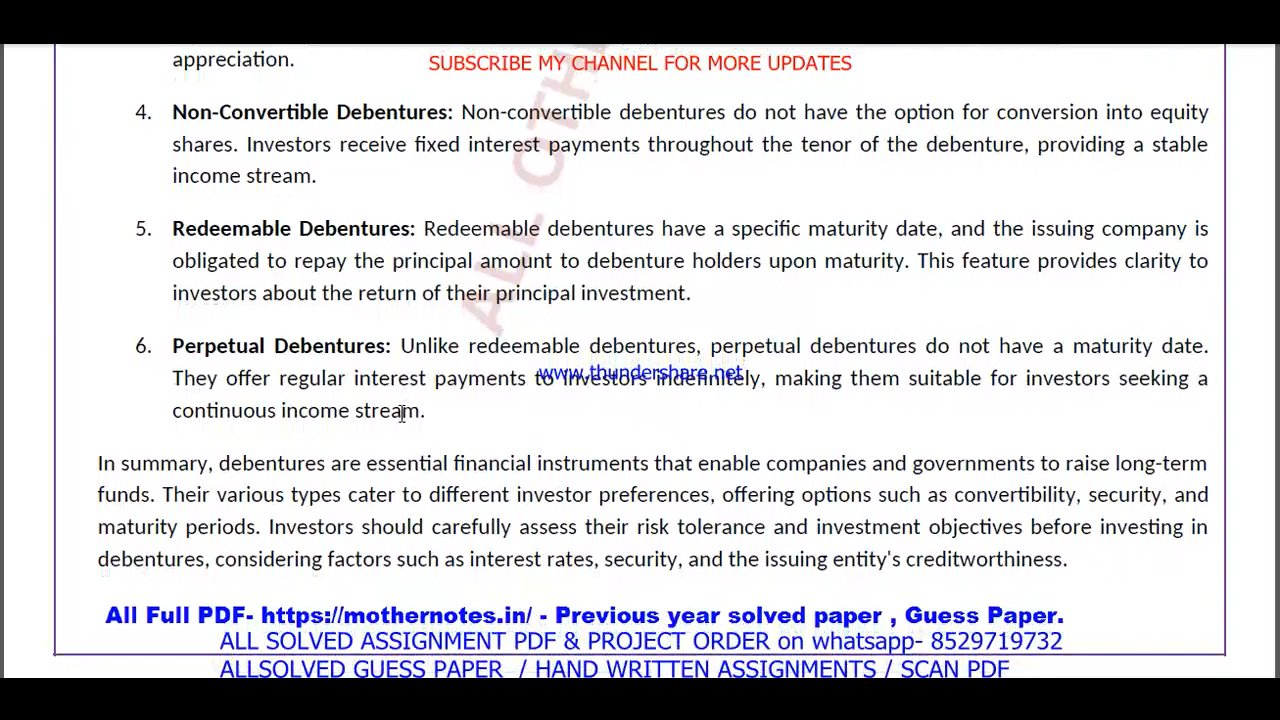 appreciation.
SUBSCRIBE MY CHANNEL FOR MORE UPDATES
4. Non-Convertible Debentures: Non-convertible debentures do not have the option for conversion into equity
shares. Investors receive fixed interest payments throughout the tenor of the debenture, providing a stable
income stream.
5. Redeemable Debentures: Redeemable debentures have a specific maturity date, and the issuing company is
obligated to repay the principal amount to debenture holders upon maturity. This feature provides clarity to
investors about the return of their principal investment.
6. Perpetual Debentures: Unlike redeemable debentures, perpetual debentures do not have a maturity date.
They offer regular interest payments to investors indefinitely, making them suitable for investors seeking a
www.thundershare.net
continuous income stream.
In summary, debentures are essential financial instruments that enable companies and governments to raise long-term
funds. Their various types cater to different investor preferences, offering options such as convertibility, security, and
maturity periods. Investors should carefully assess their risk tolerance and investment objectives before investing in
debentures, considering factors such as interest rates, security, and the issuing entity's creditworthiness.
All Full PDF- https://mothernotes.in/ - Previous year solved paper , Guess Paper.
ALL SOLVED ASSIGNMENT PDF & PROJECT ORDER on whatsapp- 8529719732
ALLSOLVED GUESS PAPER / HAND WRITTEN ASSIGNMENTS / SCAN PDF
ALL OTH